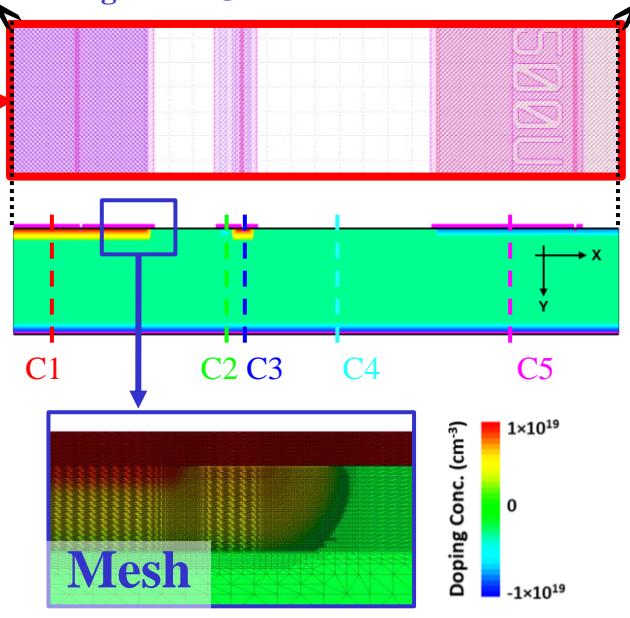 500U
X
Y
C1
C2
C3
C4
C5
Mesh
Doping Conc. (cm⁻³)
1×10¹⁹
0
-1×10¹⁹